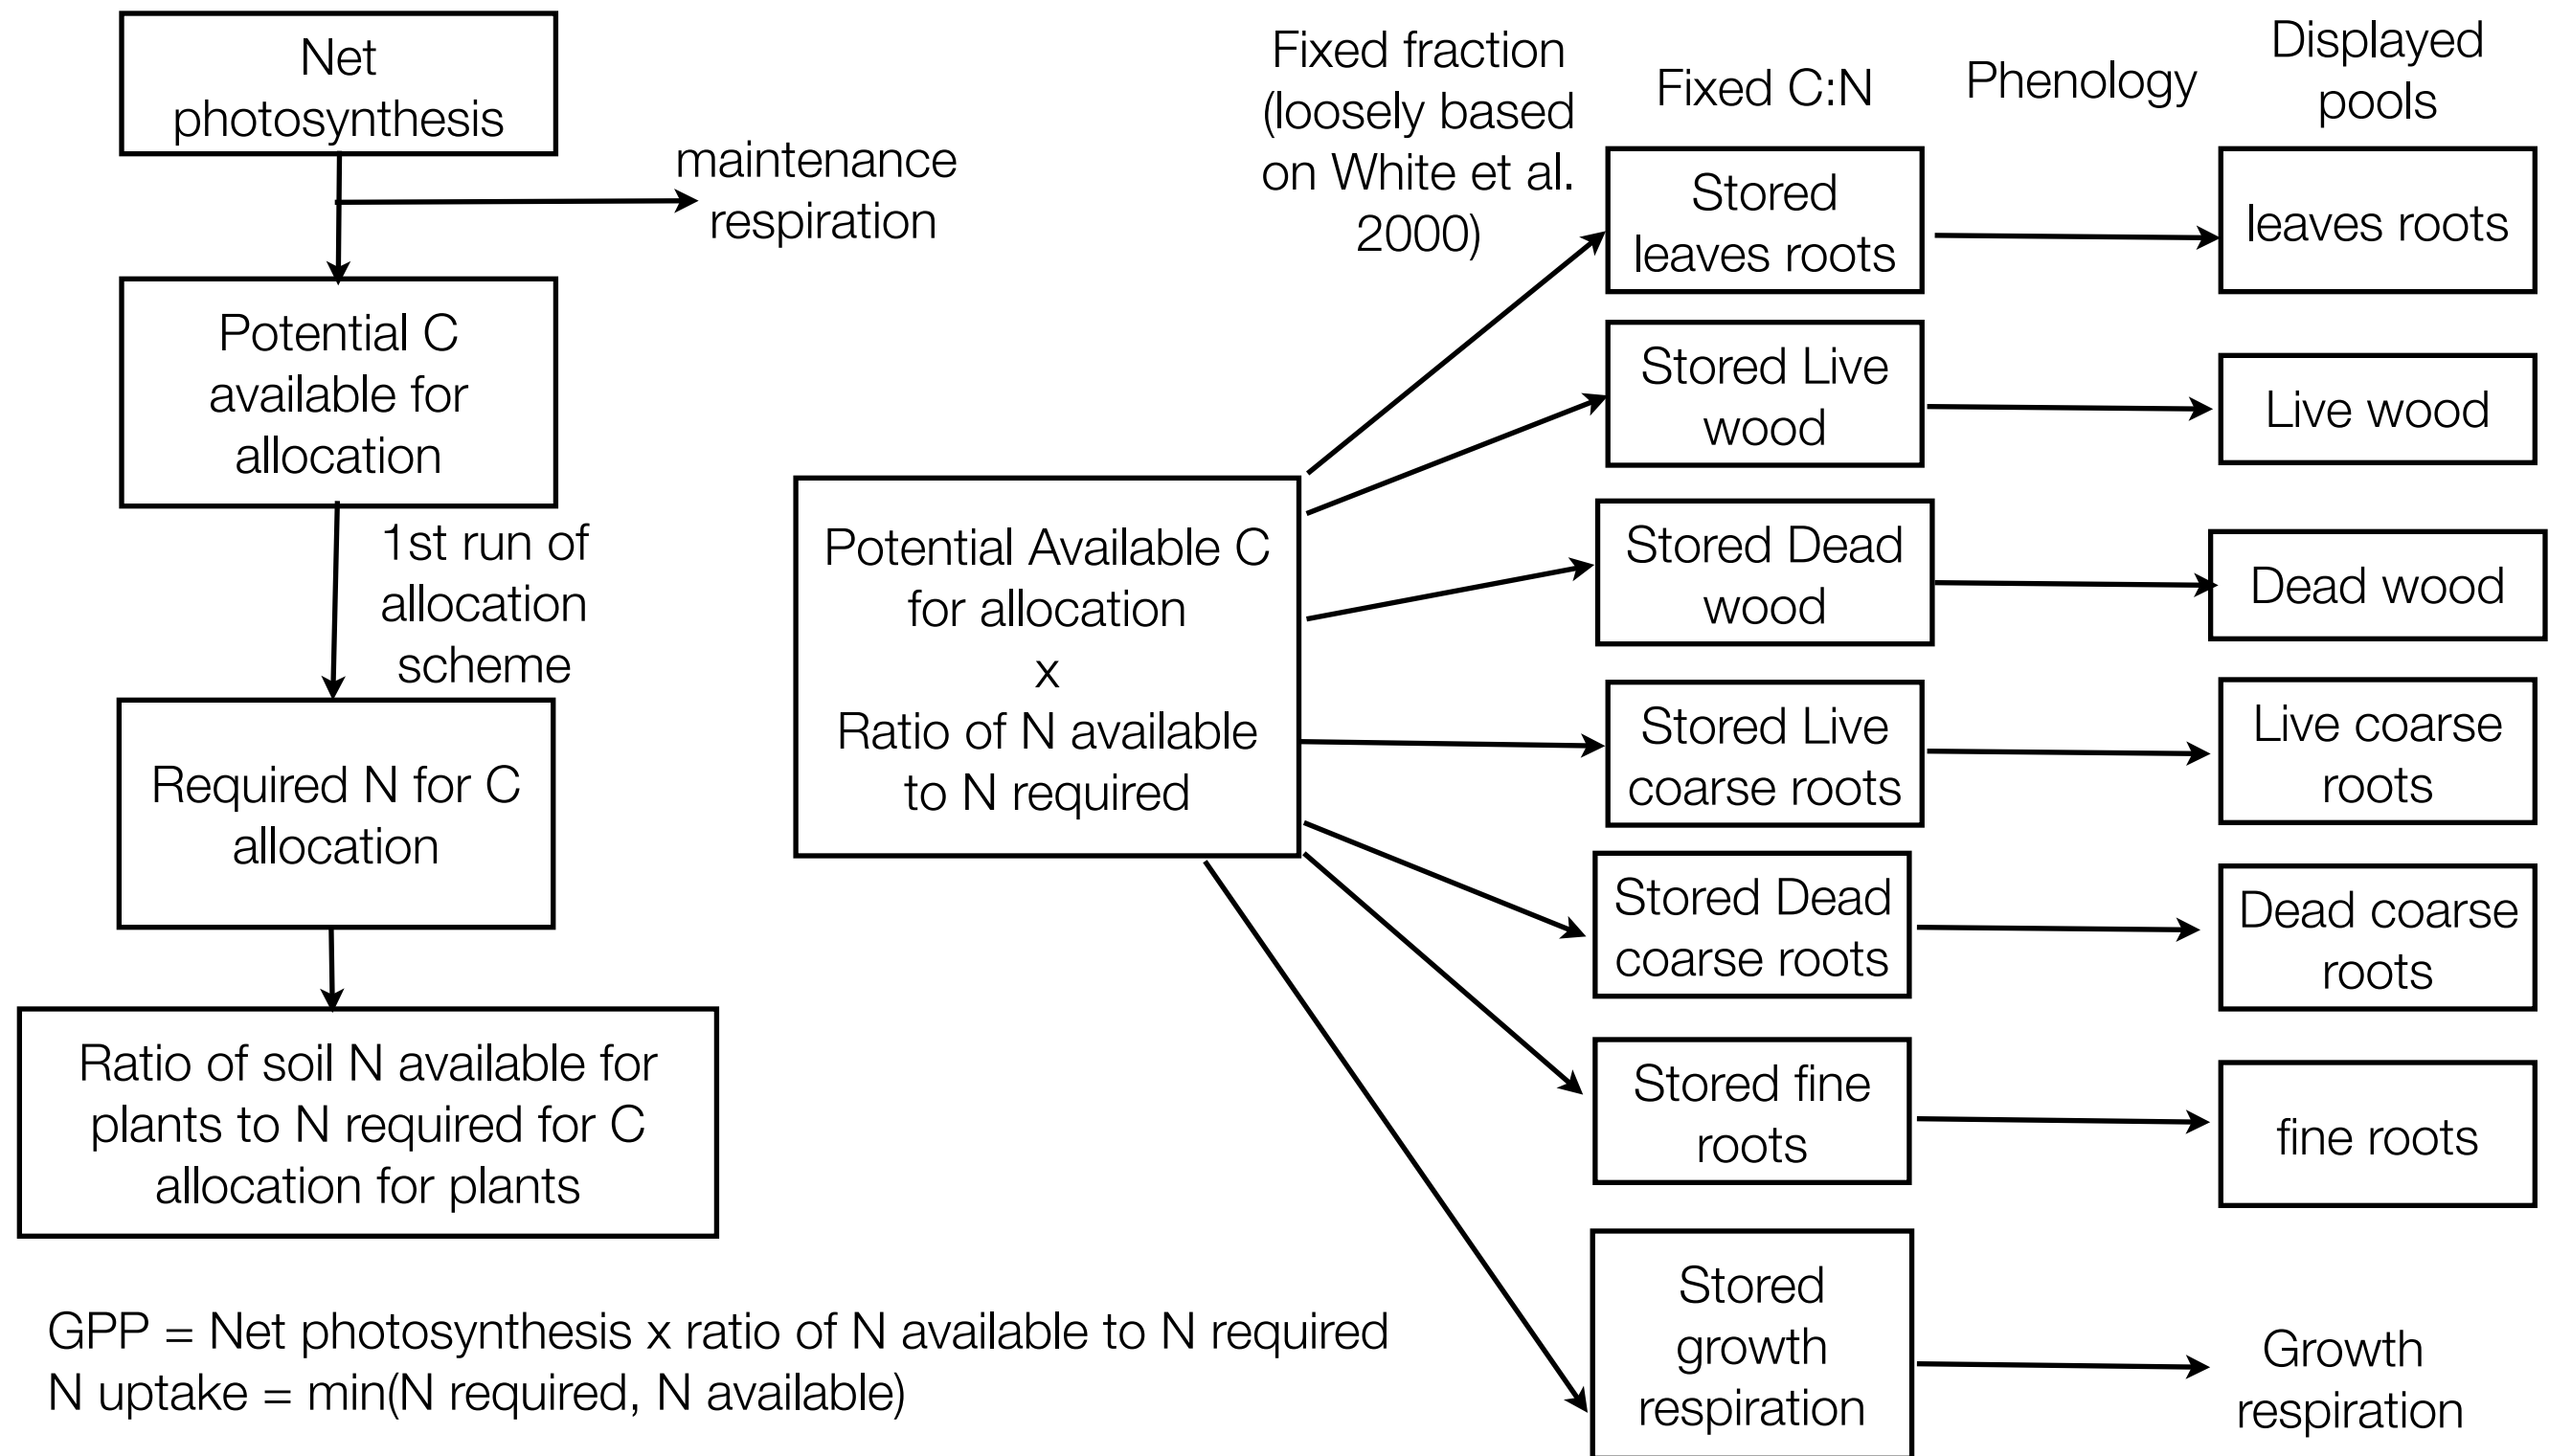 Net
photosynthesis
maintenance
respiration
Potential C
available for
allocation
1st run of
allocation
scheme
Required N for C
allocation
Ratio of soil N available for
plants to N required for C
allocation for plants
GPP = Net photosynthesis x ratio of N available to N required
N uptake = min(N required, N available)
Potential Available C
for allocation
x
Ratio of N available
to N required
Fixed fraction
(loosely based
on White et al.
2000)
Fixed C:N
Stored
leaves roots
Stored Live
wood
Stored Dead
wood
Stored Live
coarse roots
Stored Dead
coarse roots
Stored fine
roots
Stored
growth
respiration
Phenology
Displayed
pools
leaves roots
Live wood
Dead wood
Live coarse
roots
Dead coarse
roots
fine roots
Growth
respiration